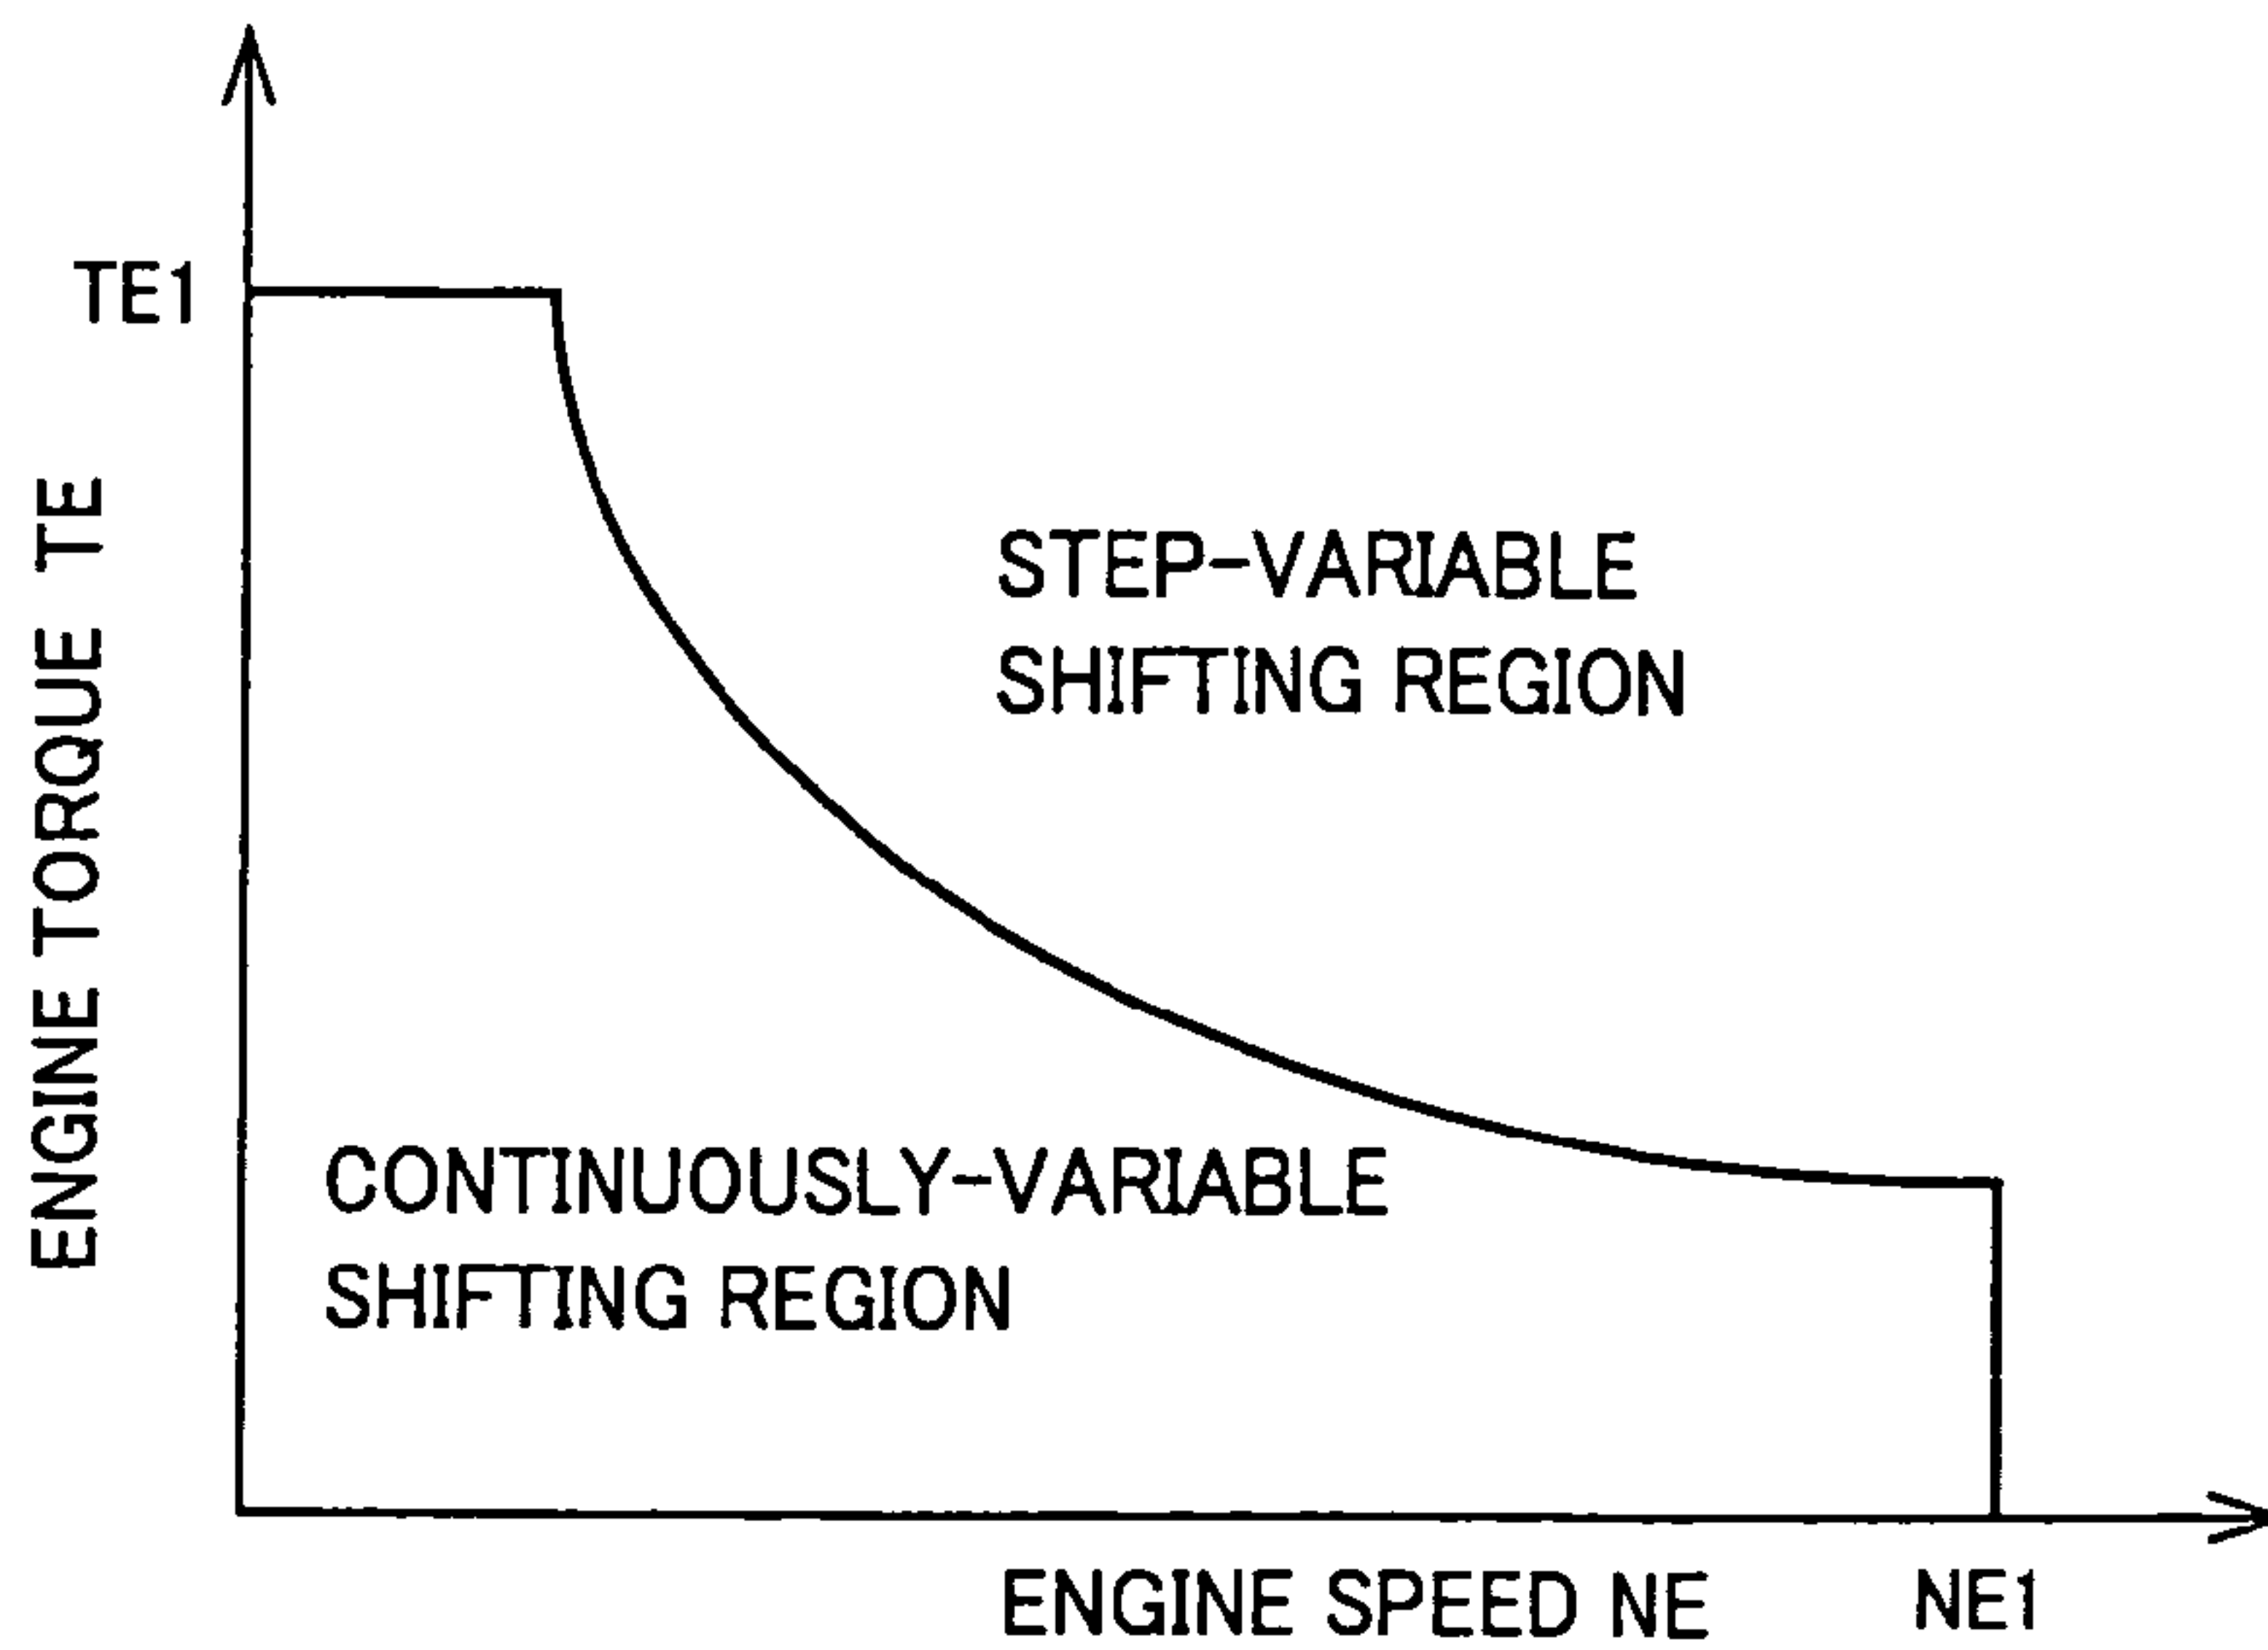 TE1
ENGINE TORQUE TE
STEP-VARIABLE
SHIFTING REGION
CONTINUOUSLY-VARIABLE
SHIFTING REGION
ENGINE SPEED NE
NE1